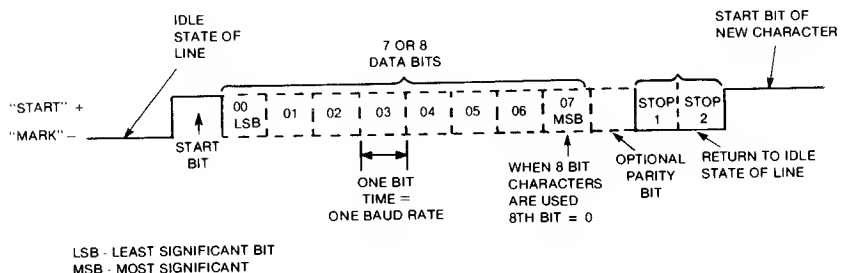 IDLE
STATE OF
LINE
7 OR 8
DATA BITS
START BIT OF
NEW CHARACTER
"START" +
"MARK" –
START
BIT
00
LSB
01
02
03
04
05
06
07
MSB
STOP
1
STOP
2
ONE BIT
TIME =
ONE BAUD RATE
WHEN 8 BIT
CHARACTERS
ARE USED
8TH BIT = 0
OPTIONAL
PARITY
BIT
RETURN TO IDLE
STATE OF LINE
LSB - LEAST SIGNIFICANT BIT
MSB - MOST SIGNIFICANT